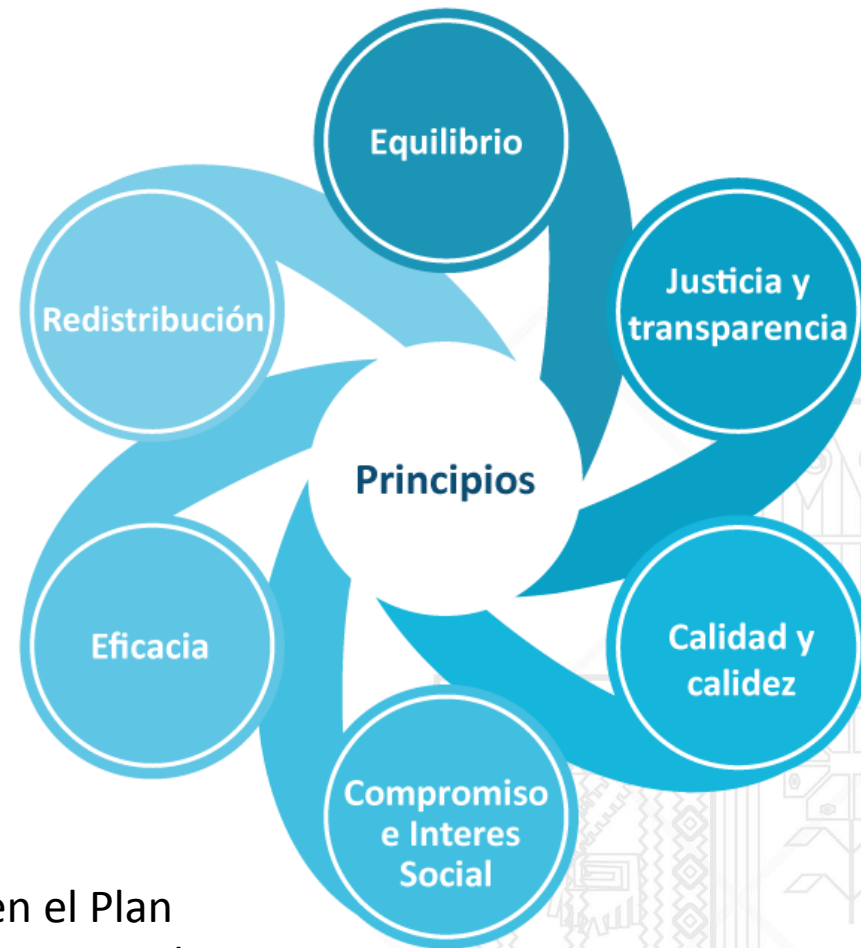 Equilibrio
Justicia y
transparencia
Calidad y
calidez
Compromiso
e Interes
Social
Eficacia
Redistribución
Principios
en el Plan